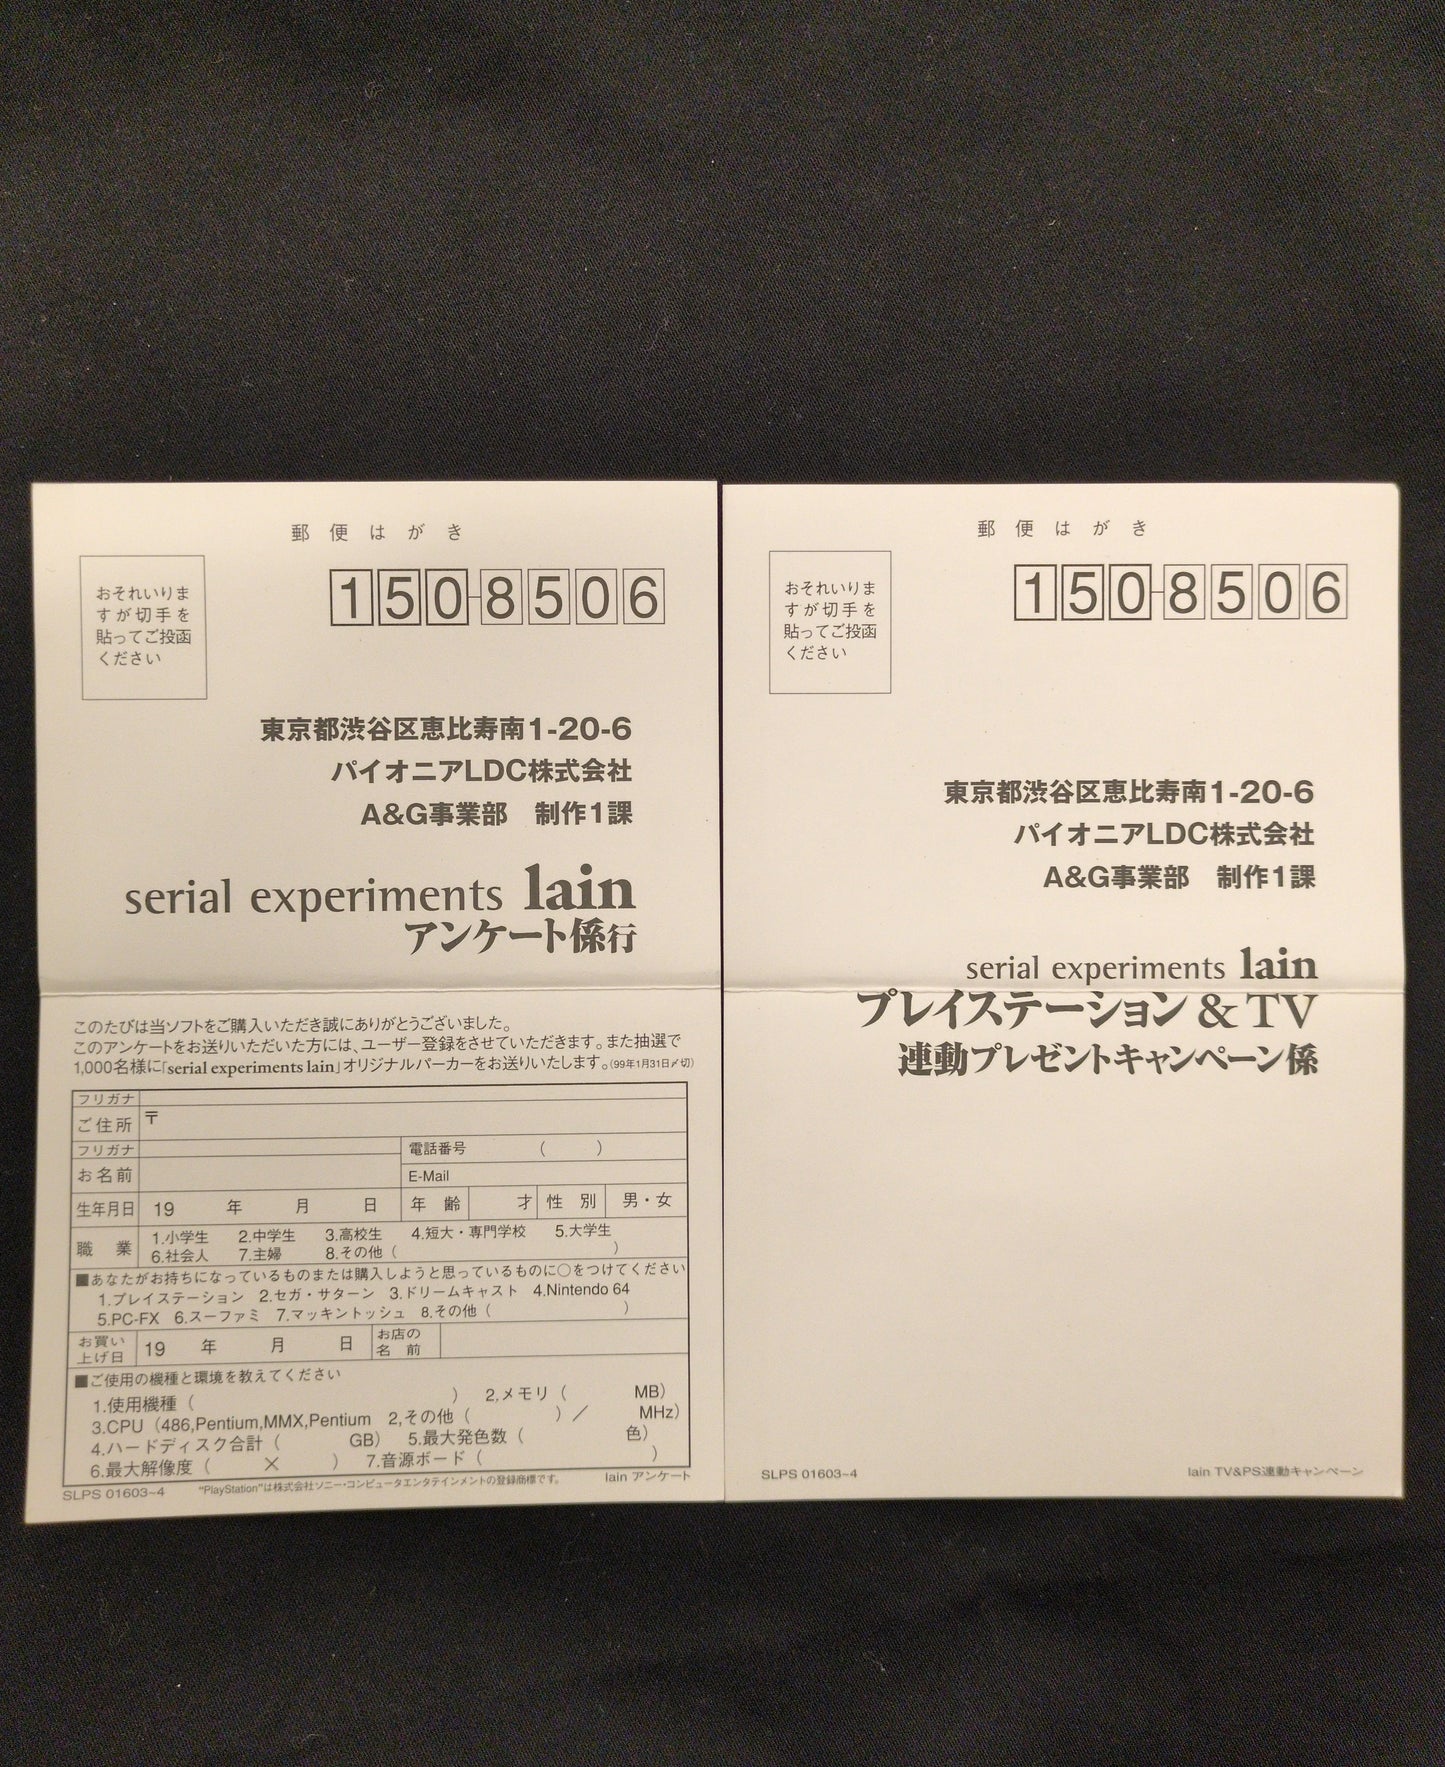 郵便はがき
おそれいりま
すが切手を
貼ってご投函
ください
150-8506
東京都渋谷区恵比寿南1-20-6
パイオニアLDC株式会社
A&G事業部 制作1課
serial experiments lain
アンケート係行
このたびは当ソフトをご購入いただき誠にありがとうございました。
このアンケートをお送りいただいた方には、ユーザー登録をさせていただきます。また抽選で
1,000名様に「serial experiments lain」オリジナルパーカーをお送りいたします。(99年1月31日〆切)
フリガナ
ご住所 〒
フリガナ 電話番号 ( )
お名前 E-Mail
生年月日 19 年 月 日 年齢 才 性別 男・女
職業 1.小学生 2.中学生 3.高校生 4.短大・専門学校 5.大学生
6.社会人 7.主婦 8.その他 ( )
■あなたがお持ちになっているものまたは購入しようと思っているものに○をつけてください
1.プレイステーション 2.セガ・サターン 3.ドリームキャスト 4.Nintendo 64
5.PC-FX 6.スーファミ 7.マッキントッシュ 8.その他 ( )
お買い
上げ日 19 年 月 日 お店の
名前
■ご使用の機種と環境を教えてください
1.使用機種 ( ) 2.メモリ ( MB)
3.CPU (486,Pentium,MMX,Pentium 2,その他 ( ) ／ MHz)
4.ハードディスク合計 ( GB) 5.最大発色数 ( 色)
6.最大解像度 ( × ) 7.音源ボード ( )
SLPS 01603~4 "PlayStation"は株式会社ソニー・コンピュータエンタテインメントの登録商標です。 lain アンケート
郵便はがき
おそれいりま
すが切手を
貼ってご投函
ください
150-8506
東京都渋谷区恵比寿南1-20-6
パイオニアLDC株式会社
A&G事業部 制作1課
serial experiments lain
プレイステーション & TV
連動プレゼントキャンペーン係
SLPS 01603~4 lain TV&PS連動キャンペーン